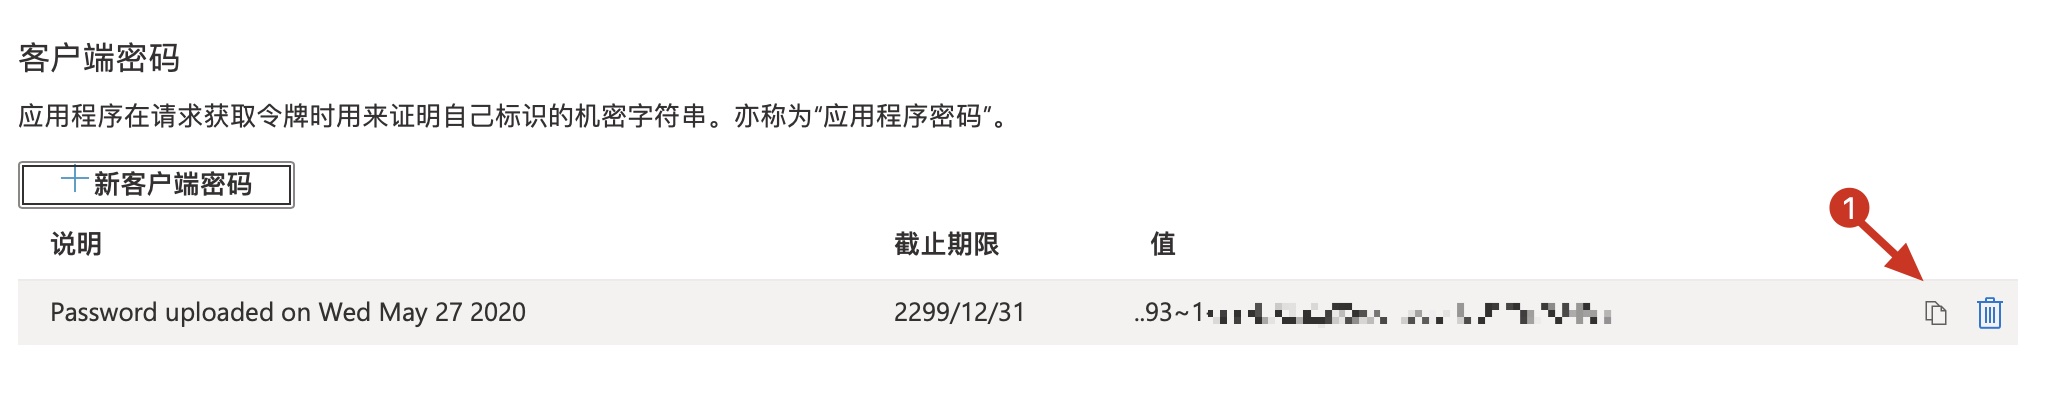 客户端密码
应用程序在请求获取令牌时用来证明自己标识的机密字符串。亦称为“应用程序密码”。
新客户端密码
1
说明 截止期限 值
Password uploaded on Wed May 27 2020 2299/12/31 ..93~1